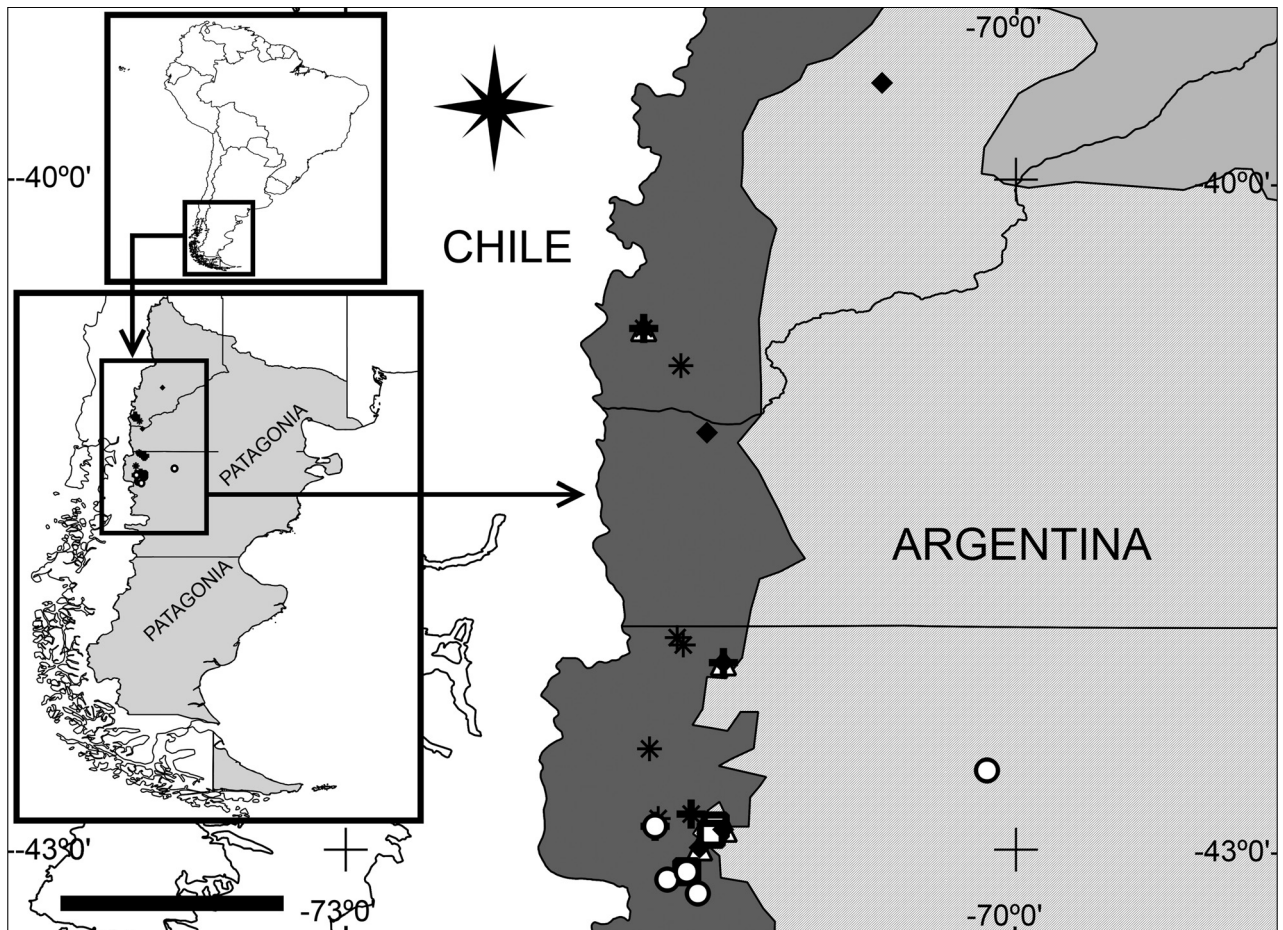 -70º0'
--40º0'
-40º0'-
CHILE
PATAGONIA
ARGENTINA
PATAGONIA
--43º0'
-43º0'-
-73º0'
-70º0'